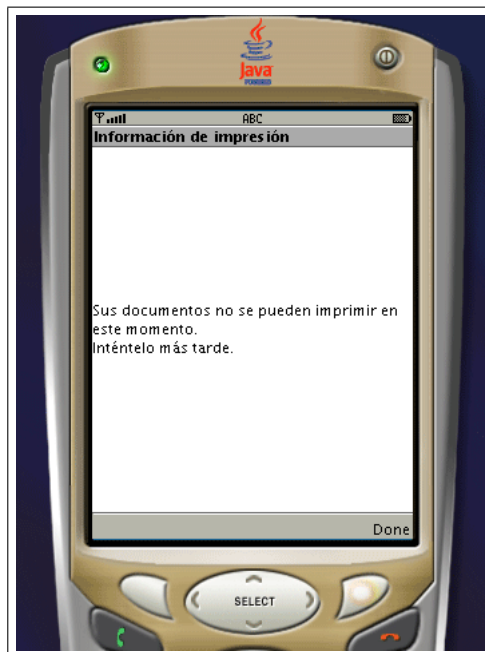 Java
POWERED
ABC
Información de impresión
Sus documentos no se pueden imprimir en
este momento.
Inténtelo más tarde.
Done
SELECT